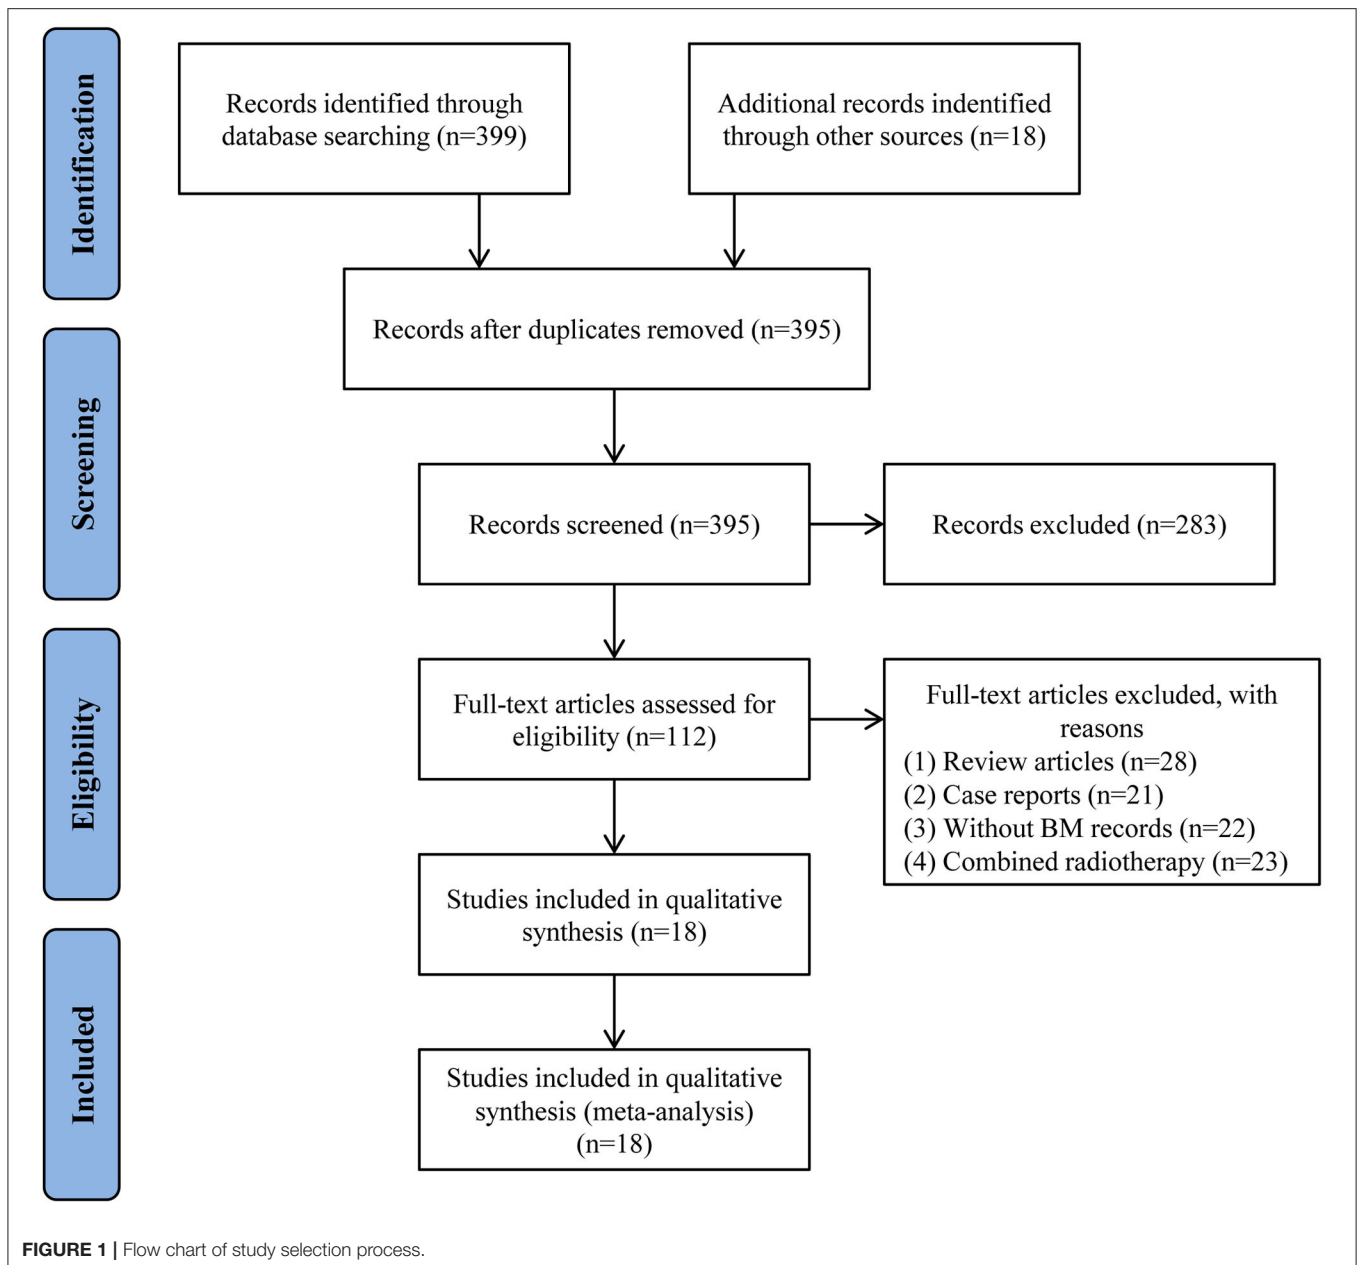 Identification
Records identified through
database searching (n=399)
Additional records indentified
through other sources (n=18)
Records after duplicates removed (n=395)
Screening
Records screened (n=395)
Records excluded (n=283)
Eligibility
Full-text articles assessed for
eligibility (n=112)
Full-text articles excluded, with
reasons
(1) Review articles (n=28)
(2) Case reports (n=21)
(3) Without BM records (n=22)
(4) Combined radiotherapy (n=23)
Studies included in qualitative
synthesis (n=18)
Included
Studies included in qualitative
synthesis (meta-analysis)
(n=18)
FIGURE 1 | Flow chart of study selection process.